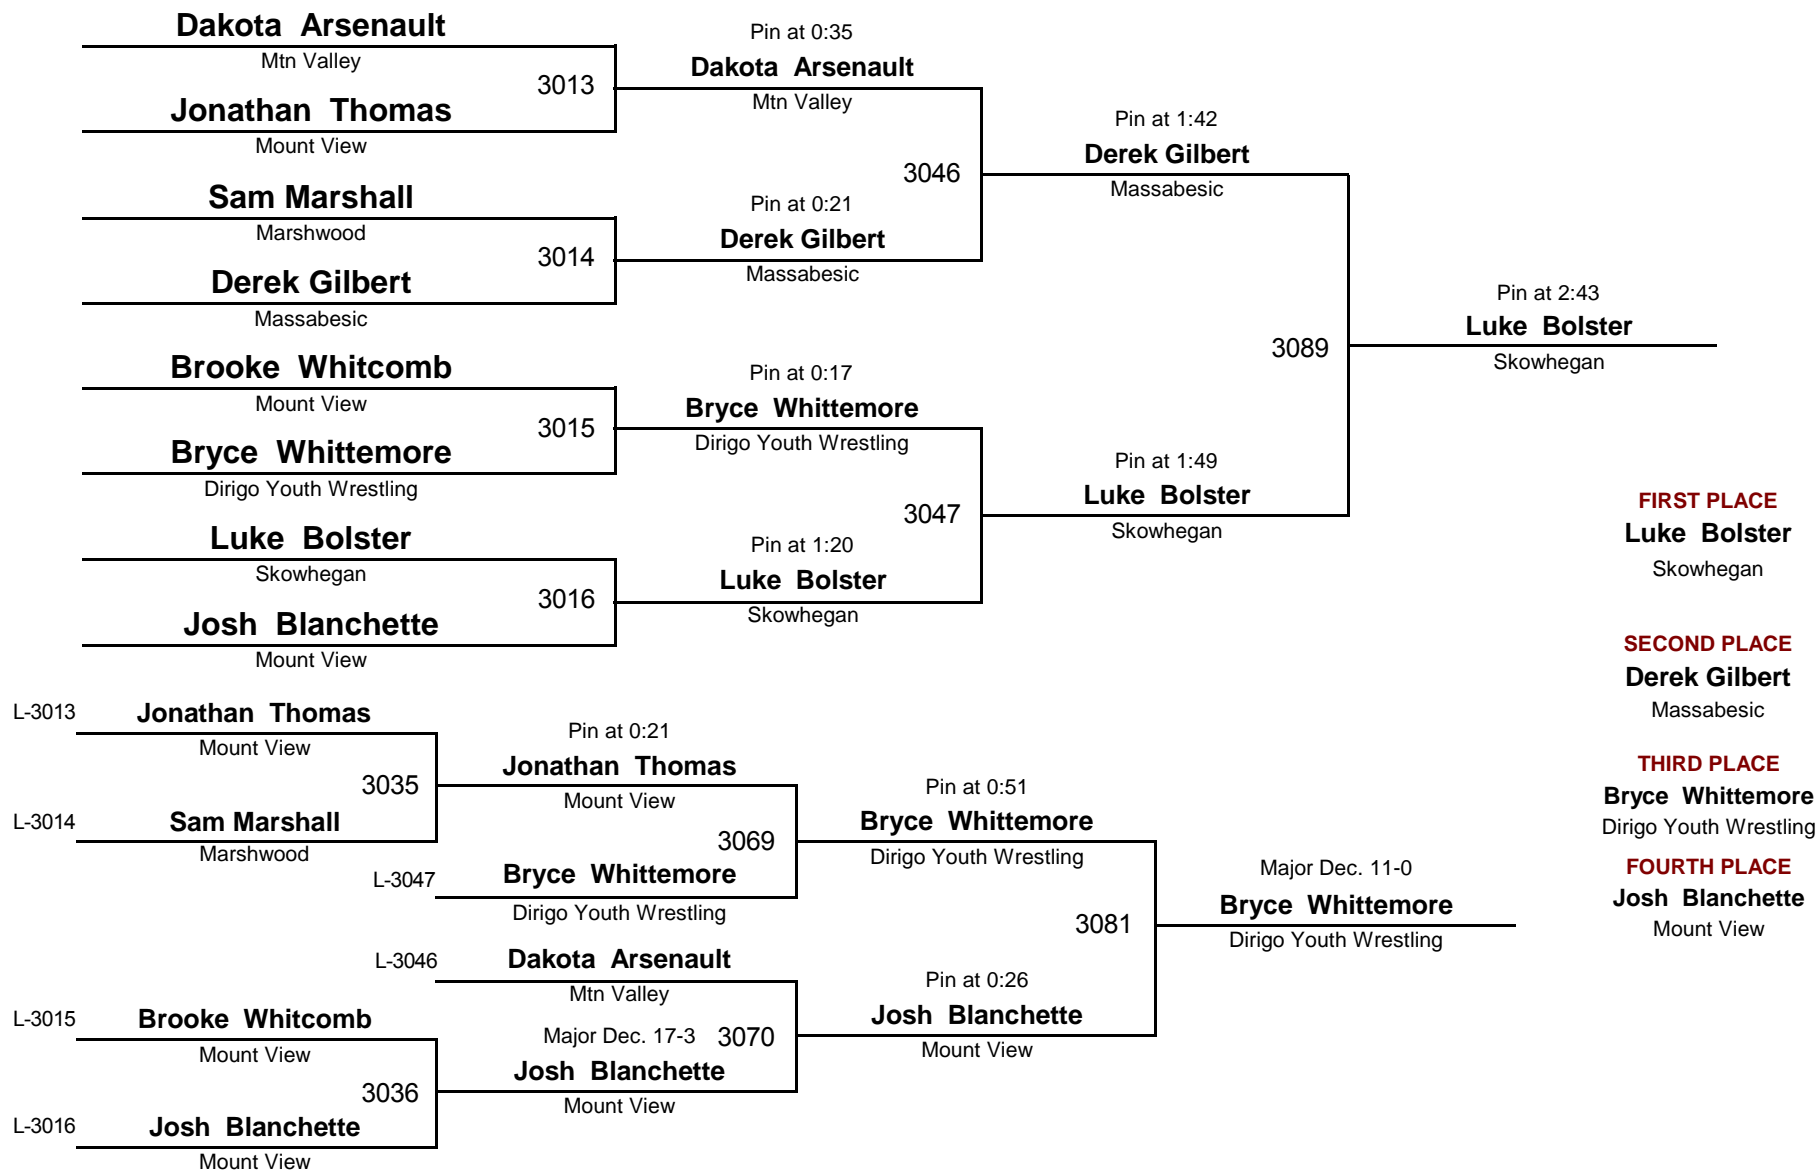 Dakota Arsenault
Mtn Valley
3013
Jonathan Thomas
Mount View
Sam Marshall
Marshwood
3014
Derek Gilbert
Massabesic
Brooke Whitcomb
Mount View
3015
Bryce Whittemore
Dirigo Youth Wrestling
Luke Bolster
Skowhegan
3016
Josh Blanchette
Mount View
Pin at 0:35
Dakota Arsenault
Mtn Valley
3046
Pin at 0:21
Derek Gilbert
Massabesic
Pin at 0:17
Bryce Whittemore
Dirigo Youth Wrestling
3047
Pin at 1:20
Luke Bolster
Skowhegan
Pin at 1:42
Derek Gilbert
Massabesic
3089
Pin at 1:49
Luke Bolster
Skowhegan
Pin at 2:43
Luke Bolster
Skowhegan
FIRST PLACE
Luke Bolster
Skowhegan
SECOND PLACE
Derek Gilbert
Massabesic
THIRD PLACE
Bryce Whittemore
Dirigo Youth Wrestling
FOURTH PLACE
Josh Blanchette
Mount View
L-3013
Jonathan Thomas
Mount View
3035
L-3014
Sam Marshall
Marshwood
Pin at 0:21
Jonathan Thomas
Mount View
3069
L-3047
Bryce Whittemore
Dirigo Youth Wrestling
L-3046
Dakota Arsenault
Mtn Valley
Major Dec. 17-3
3070
Josh Blanchette
Mount View
L-3015
Brooke Whitcomb
Mount View
3036
L-3016
Josh Blanchette
Mount View
Pin at 0:51
Bryce Whittemore
Dirigo Youth Wrestling
3081
Pin at 0:26
Josh Blanchette
Mount View
Major Dec. 11-0
Bryce Whittemore
Dirigo Youth Wrestling